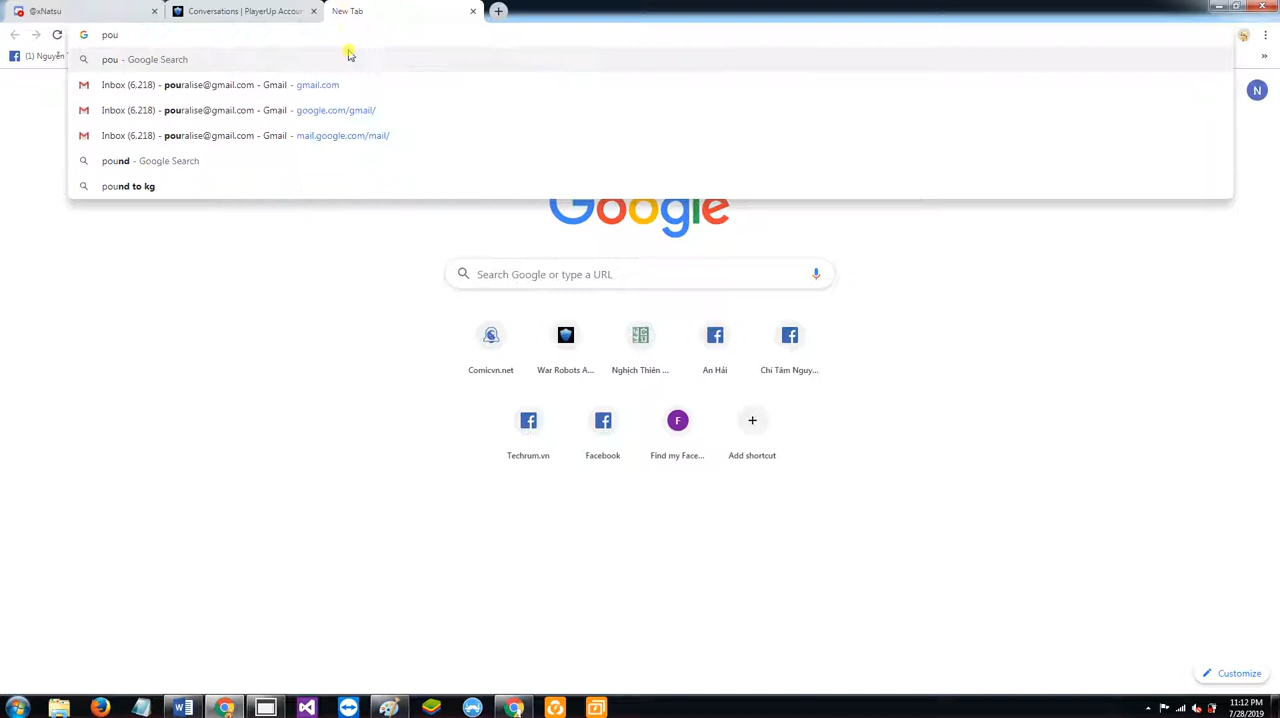 @xNatsu
Conversations | PlayerUp Accoun
New Tab
pou
(1) Nguyễn
pou - Google Search
Inbox (6,218) - pouralise@gmail.com - Gmail - gmail.com
Inbox (6,218) - pouralise@gmail.com - Gmail - google.com/gmail/
Inbox (6,218) - pouralise@gmail.com - Gmail - mail.google.com/mail/
pound - Google Search
pound to kg
N
Google
Search Google or type a URL
Comicvn.net
War Robots A...
Nghịch Thiên ...
An Hải
Chí Tâm Nguy...
F
Techrum.vn
Facebook
Find my Face...
Add shortcut
Customize
11:12 PM
7/28/2019